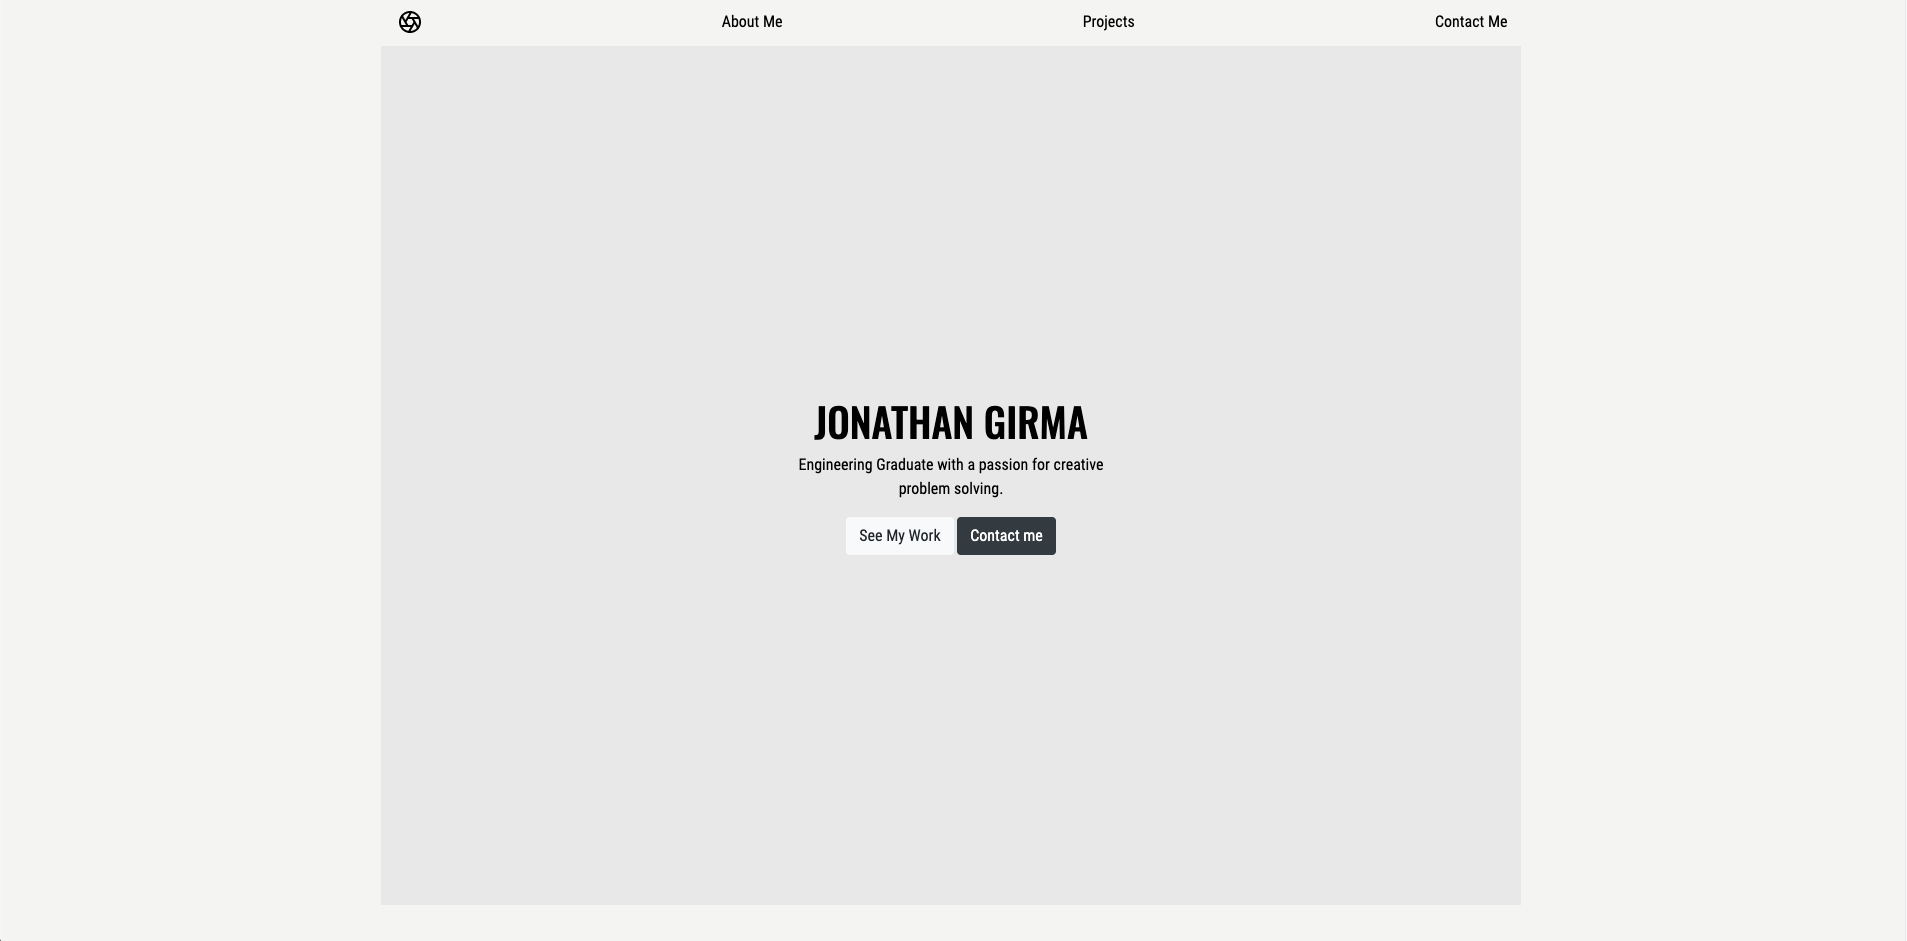 About Me Projects Contact Me
JONATHAN GIRMA
Engineering Graduate with a passion for creative
problem solving.
See My Work Contact me